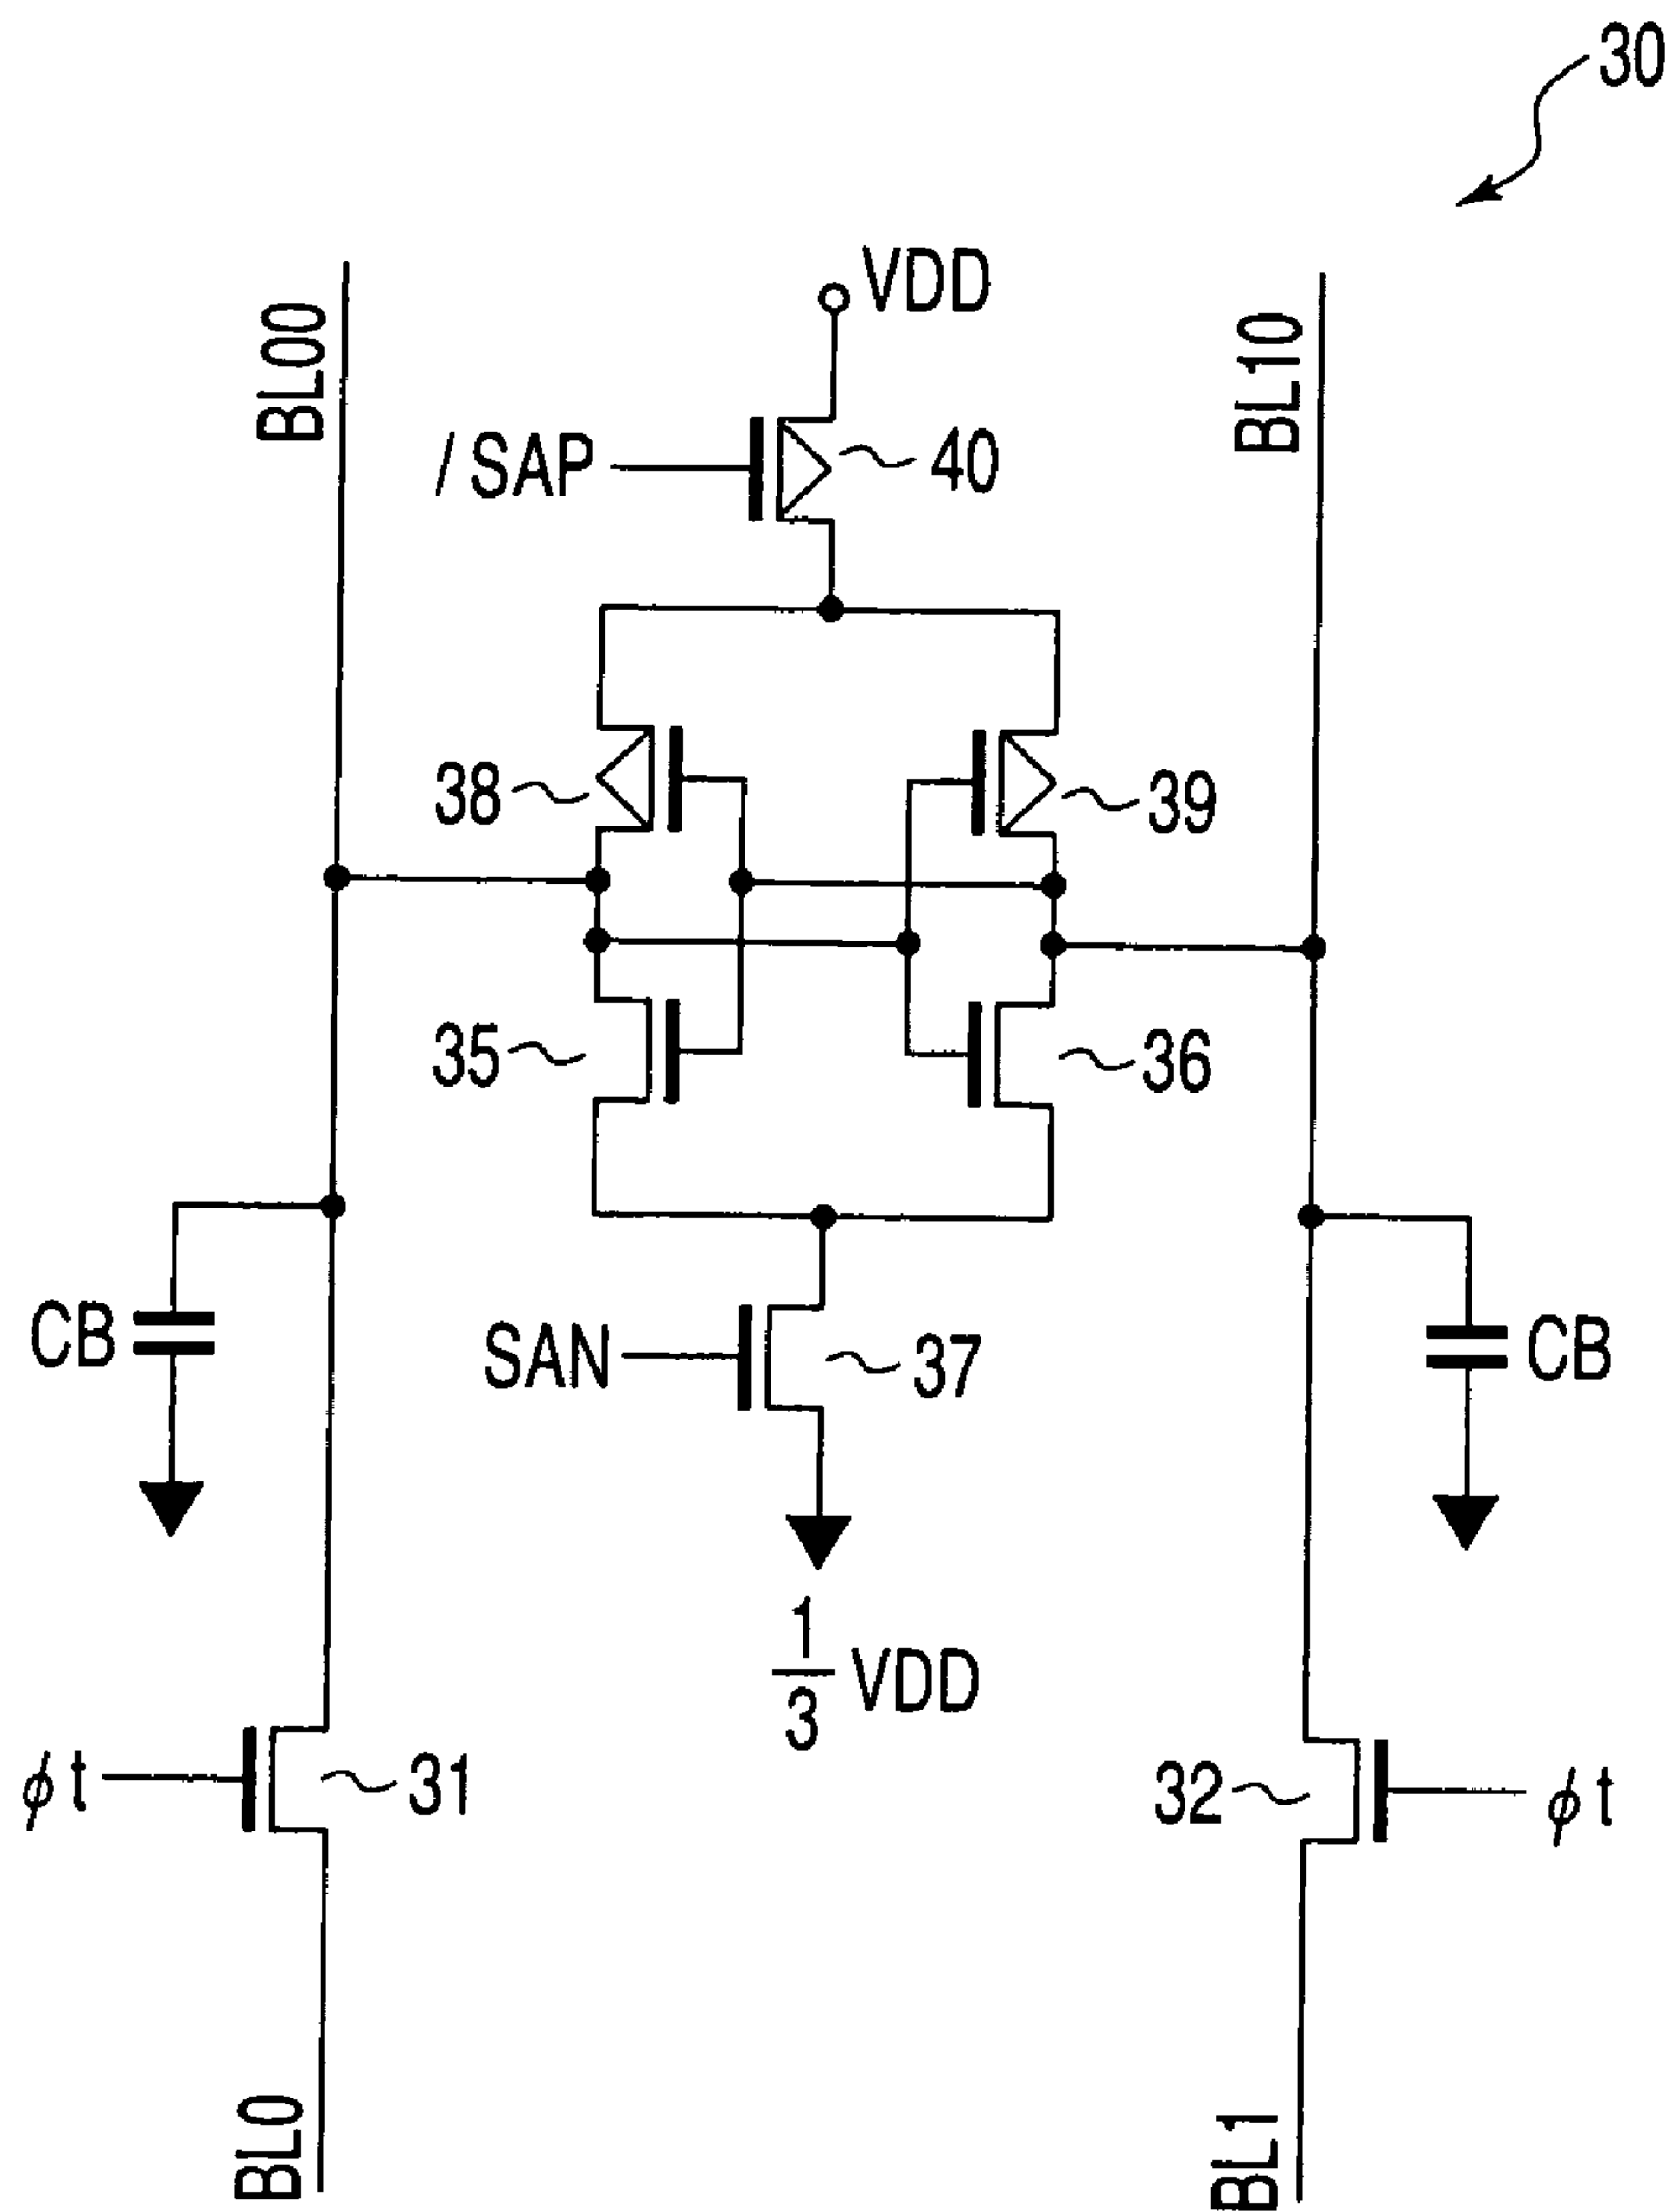 30
VDD
BL00
BL10
/SAP
40
38
39
35
36
CB
SAN
37
CB
1/3 VDD
φt
31
32
φt
BL0
BL1